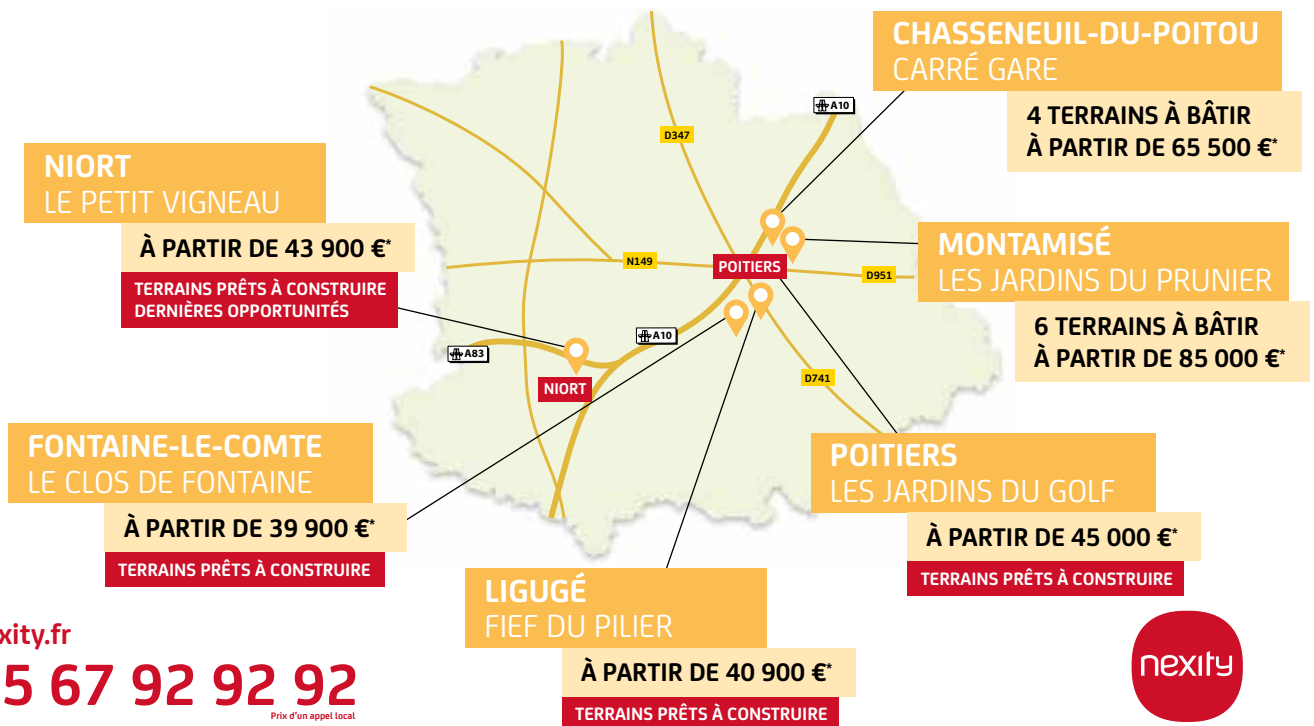 CHASSENEUIL-DU-POITOU
CARRÉ GARE
4 TERRAINS À BÂTIR
À PARTIR DE 65 500 €*
A10
D347
NIORT
LE PETIT VIGNEAU
À PARTIR DE 43 900 €*
TERRAINS PRÊTS À CONSTRUIRE
DERNIÈRES OPPORTUNITÉS
N149
POITIERS
D951
MONTAMISÉ
LES JARDINS DU PRUNIER
6 TERRAINS À BÂTIR
À PARTIR DE 85 000 €*
A83
A10
NIORT
D741
FONTAINE-LE-COMTE
LE CLOS DE FONTAINE
À PARTIR DE 39 900 €*
TERRAINS PRÊTS À CONSTRUIRE
POITIERS
LES JARDINS DU GOLF
À PARTIR DE 45 000 €*
TERRAINS PRÊTS À CONSTRUIRE
LIGUGÉ
FIEF DU PILIER
À PARTIR DE 40 900 €*
TERRAINS PRÊTS À CONSTRUIRE
xity.fr
5 67 92 92 92
Prix d'un appel local
nexity